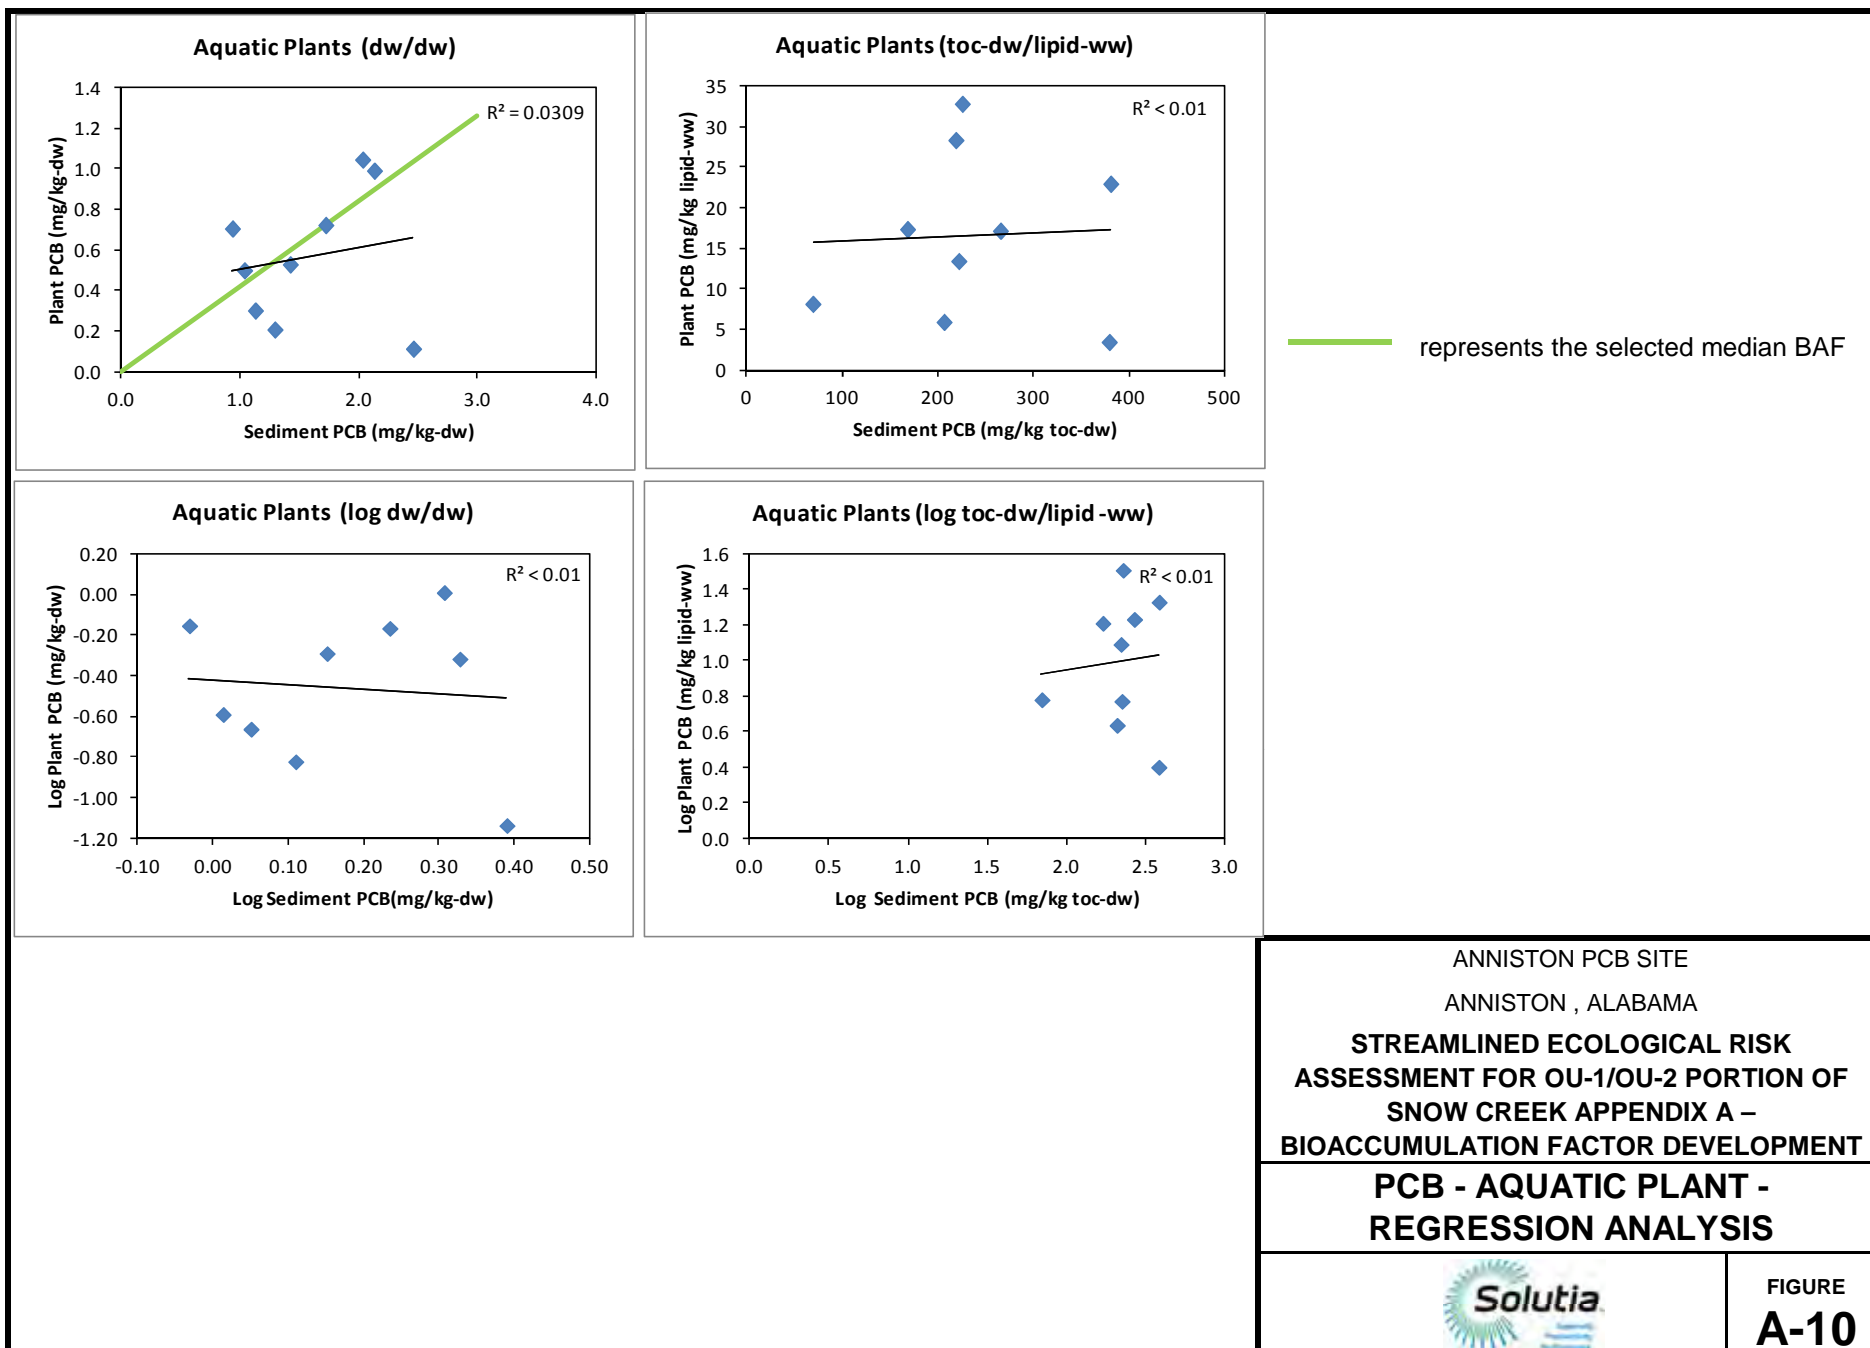 Aquatic Plants (dw/dw)
R² = 0.0309
Plant PCB (mg/kg-dw)
1.4
1.2
1.0
0.8
0.6
0.4
0.2
0.0
0.0 1.0 2.0 3.0 4.0
Sediment PCB (mg/kg-dw)
Aquatic Plants (toc-dw/lipid-ww)
R² < 0.01
Plant PCB (mg/kg lipid-ww)
35
30
25
20
15
10
5
0
0 100 200 300 400 500
Sediment PCB (mg/kg toc-dw)
represents the selected median BAF
Aquatic Plants (log dw/dw)
R² < 0.01
Log Plant PCB (mg/kg-dw)
0.20
0.00
-0.20
-0.40
-0.60
-0.80
-1.00
-1.20
-0.10 0.00 0.10 0.20 0.30 0.40 0.50
Log Sediment PCB(mg/kg-dw)
Aquatic Plants (log toc-dw/lipid -ww)
R² < 0.01
Log Plant PCB (mg/kg lipid-ww)
1.6
1.4
1.2
1.0
0.8
0.6
0.4
0.2
0.0
0.0 0.5 1.0 1.5 2.0 2.5 3.0
Log Sediment PCB (mg/kg toc-dw)
ANNISTON PCB SITE
ANNISTON , ALABAMA
STREAMLINED ECOLOGICAL RISK
ASSESSMENT FOR OU-1/OU-2 PORTION OF
SNOW CREEK APPENDIX A –
BIOACCUMULATION FACTOR DEVELOPMENT
PCB - AQUATIC PLANT -
REGRESSION ANALYSIS
Solutia
FIGURE
A-10